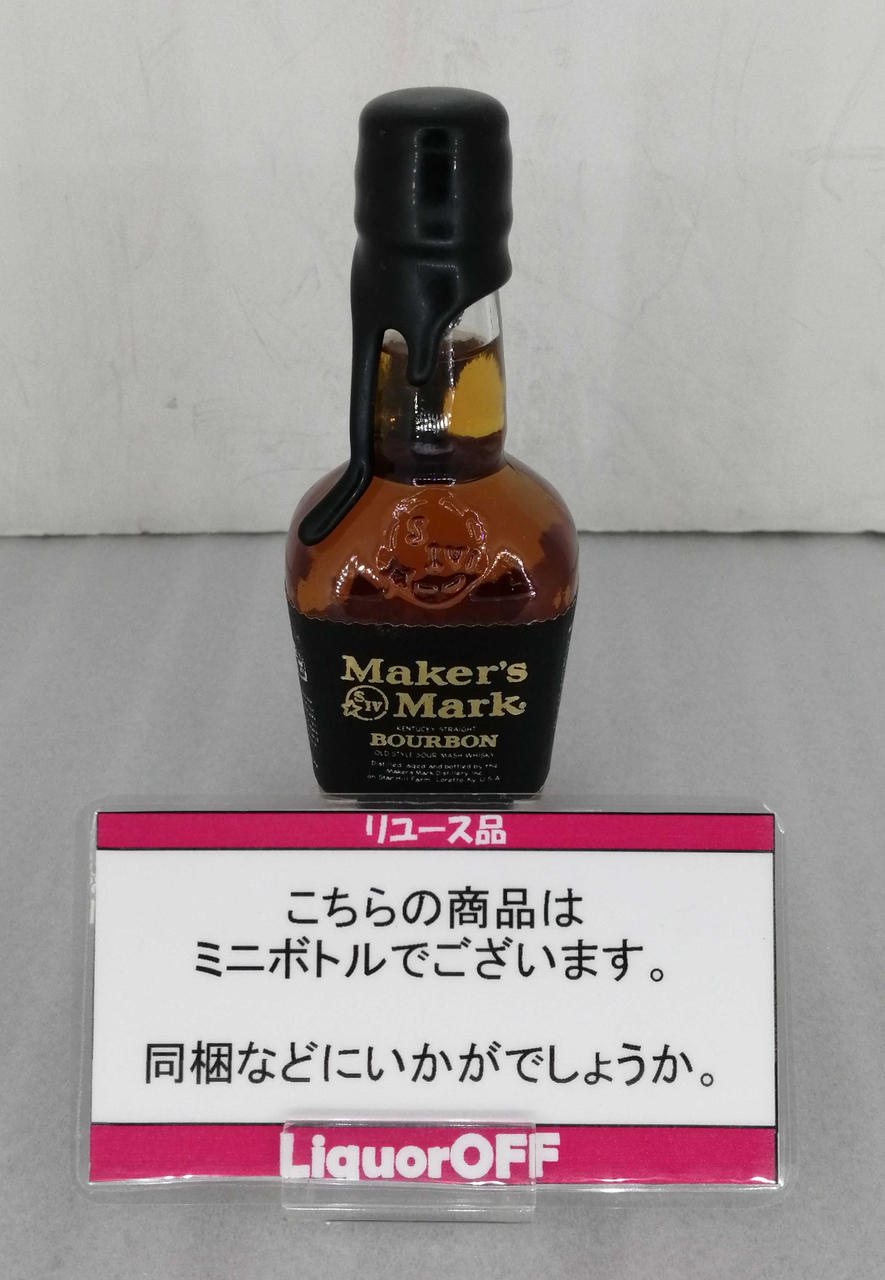 S
IV
Maker's
S IV Mark
KENTUCKY STRAIGHT
BOURBON
OLD STYLE SOUR MASH WHISKY
Distilled, aged and bottled by the
Maker's Mark Distillery, Inc.
on Star Hill Farm, Loretto, Ky. U.S.A.
リユース品
こちらの商品は
ミニボトルでございます。
同梱などにいかがでしょうか。
LiquorOFF